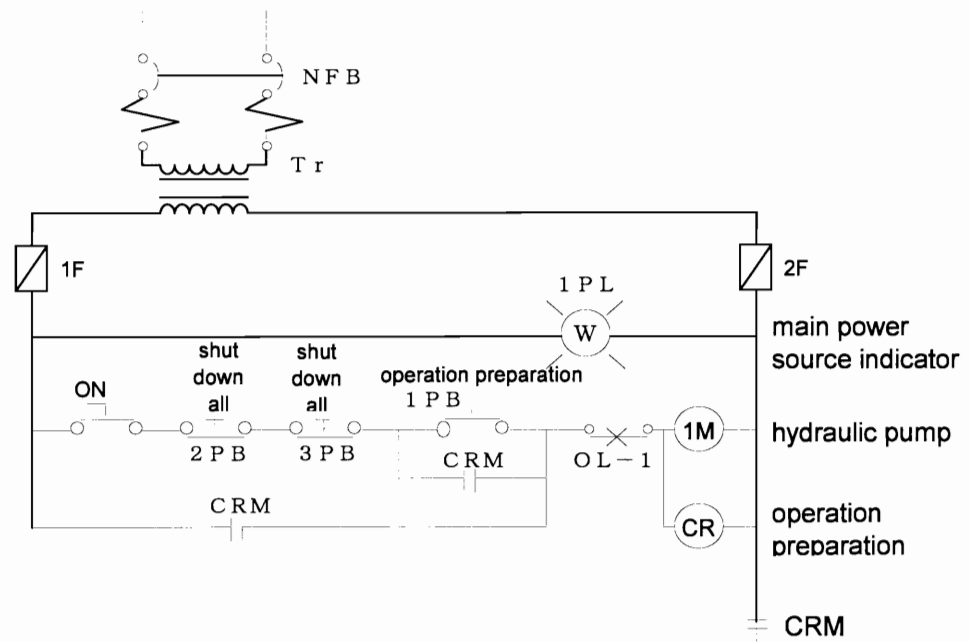 NFB
Tr
1F
2F
1PL
W
main power
source indicator
ON
shut
down
all
shut
down
all
operation preparation
1PB
2PB
3PB
CRM
OL-1
1M
hydraulic pump
CRM
CR
operation
preparation
CRM